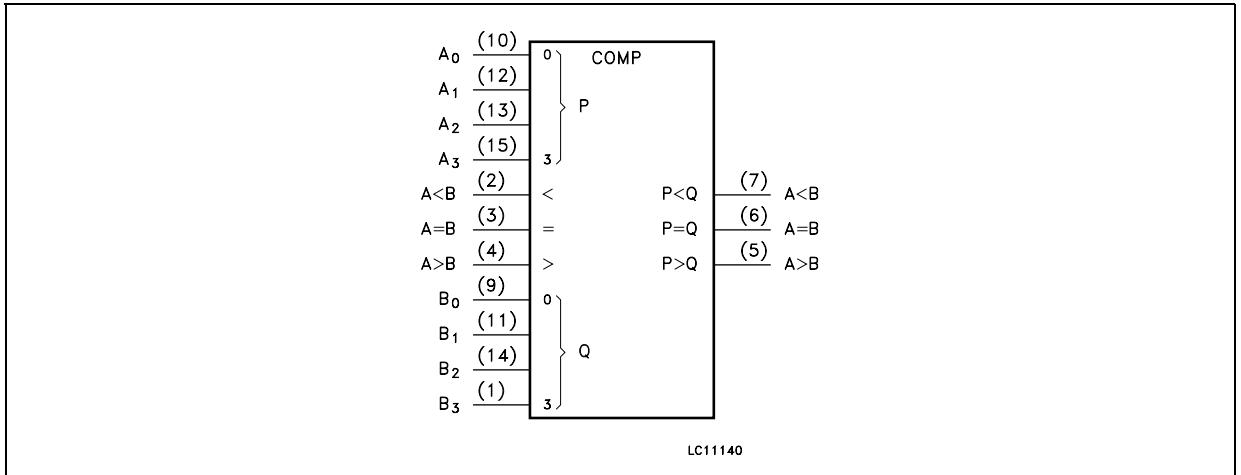 COMP
A0 (10) 0
A1 (12)
A2 (13)
P
A3 (15) 3
A<B (2) < P<Q (7) A<B
A=B (3) = P=Q (6) A=B
A>B (4) > P>Q (5) A>B
B0 (9) 0
B1 (11)
Q
B2 (14)
B3 (1) 3
LC11140